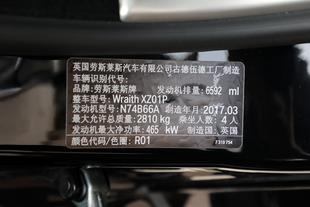 英国劳斯莱斯汽车有限公司古德伍德工厂制造
车辆识别代号:
品牌:劳斯莱斯牌 发动机排量: 6592 ml
整车型号:Wraith XZ01P
发动机型号: N74B66A 制造年月:2017.03
最大允许总质量:2810 kg 乘坐人数: 4人
发动机最大净功率: 465 kW 制造国:英国
颜色代码/色圈: R01
7 319 754